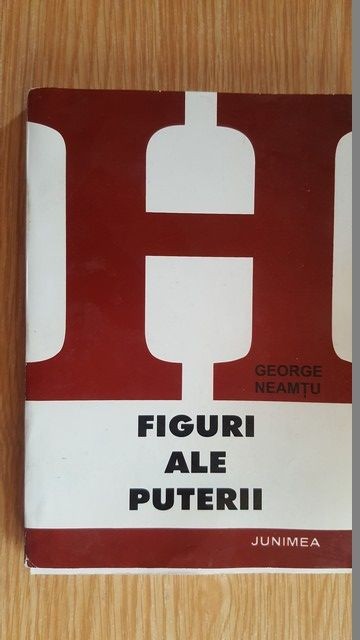 H
GEORGE
NEAMȚU
FIGURI
ALE
PUTERII
JUNIMEA